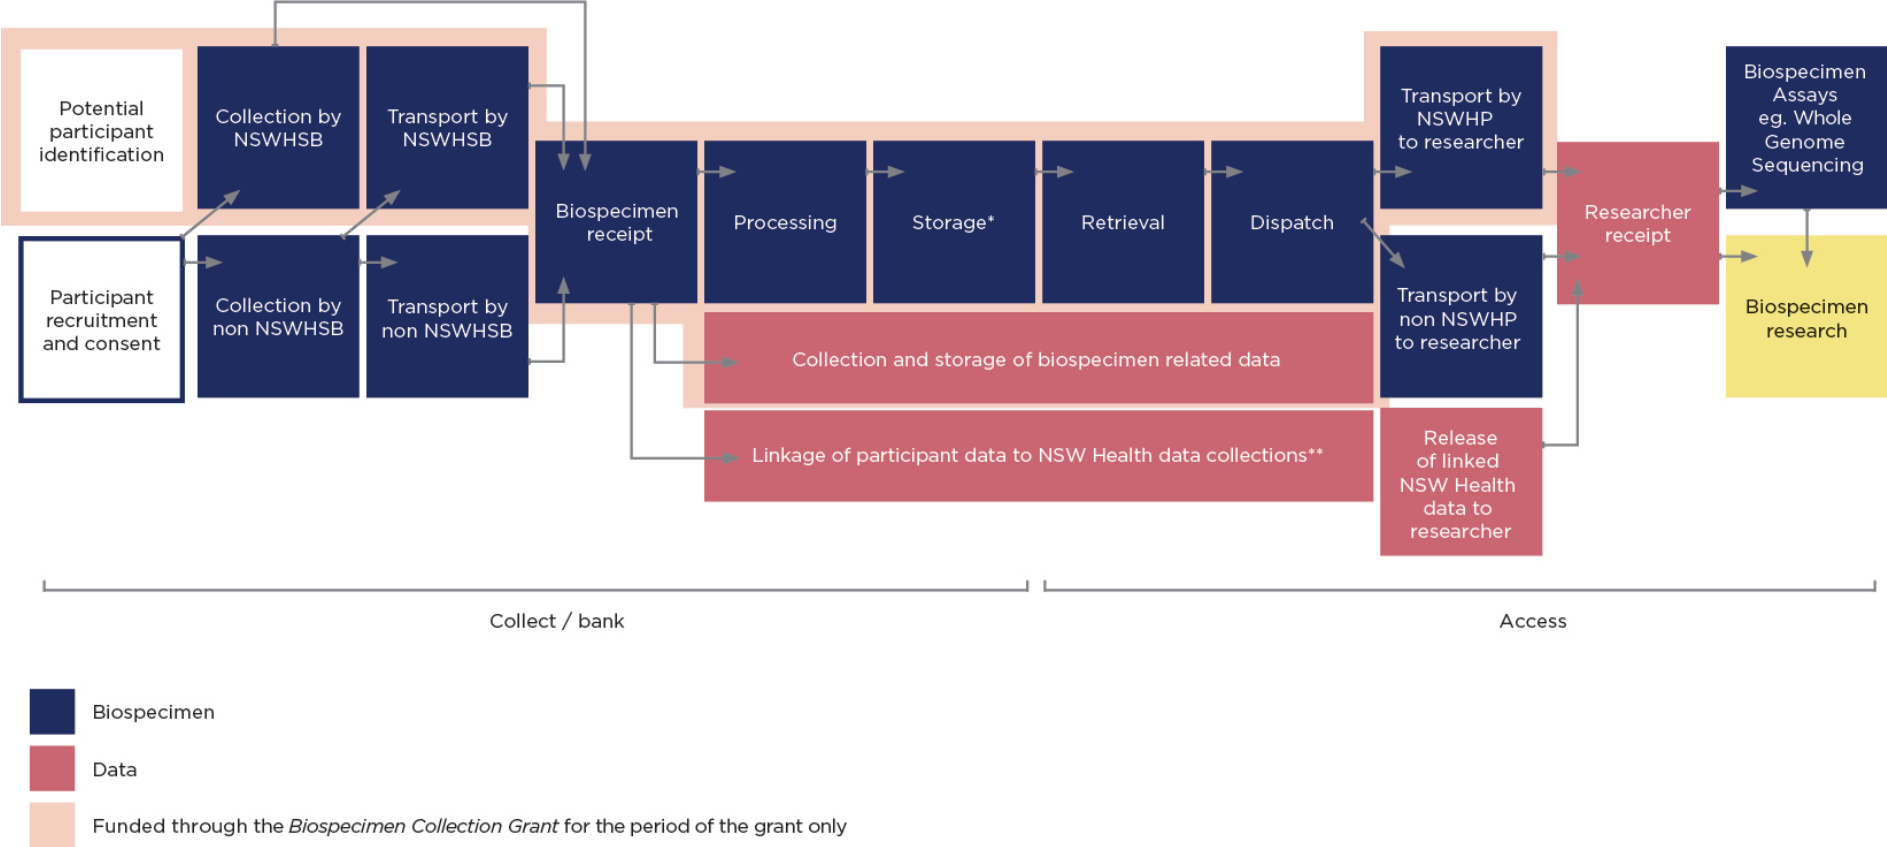 Potential
participant
identification
Collection by
NSWHSB
Transport by
NSWHSB
Participant
recruitment
and consent
Collection by
non NSWHSB
Transport by
non NSWHSB
Biospecimen
receipt
Processing
Storage*
Retrieval
Dispatch
Transport by
NSWHP
to researcher
Transport by
non NSWHP
to researcher
Researcher
receipt
Biospecimen
Assays
eg. Whole
Genome
Sequencing
Biospecimen
research
Collection and storage of biospecimen related data
Linkage of participant data to NSW Health data collections**
Release
of linked
NSW Health
data to
researcher
Collect / bank
Access
Biospecimen
Data
Funded through the Biospecimen Collection Grant for the period of the grant only